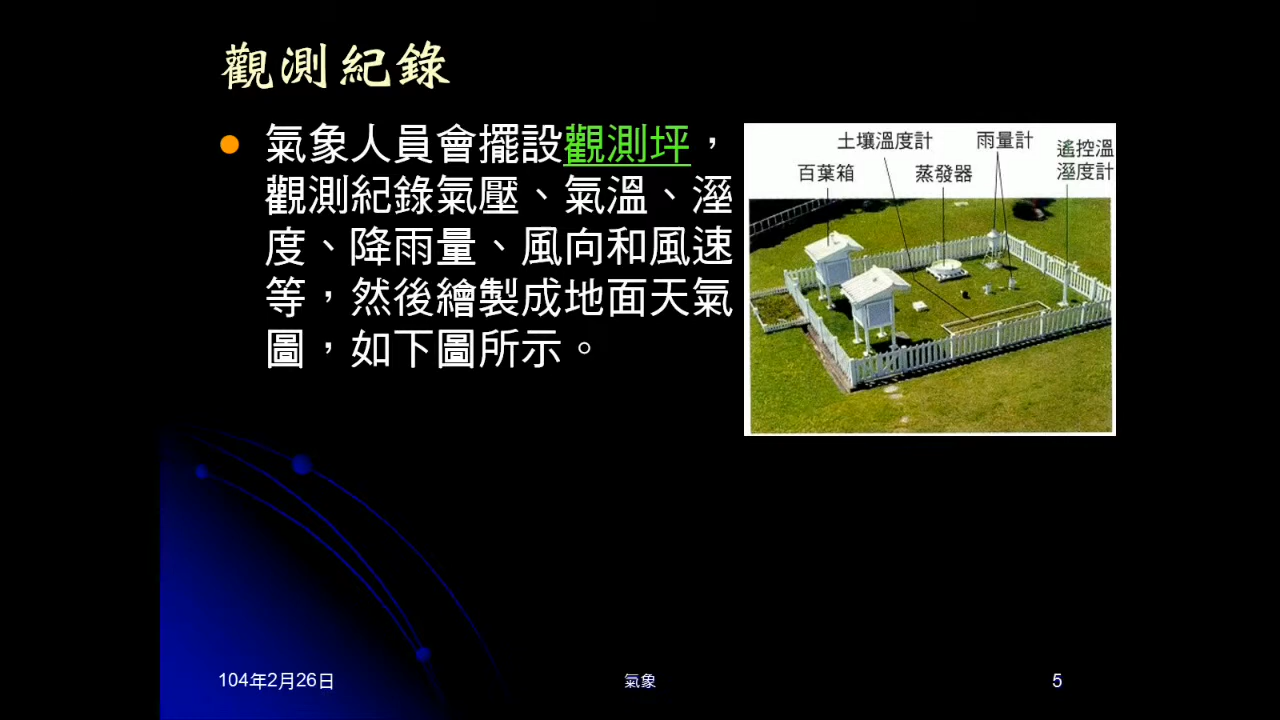 觀測紀錄
氣象人員會擺設觀測坪，
觀測紀錄氣壓、氣溫、溼
度、降雨量、風向和風速
等，然後繪製成地面天氣
圖，如下圖所示。
土壤溫度計
雨量計
遙控溫
溼度計
百葉箱
蒸發器
104年2月26日
氣象
5